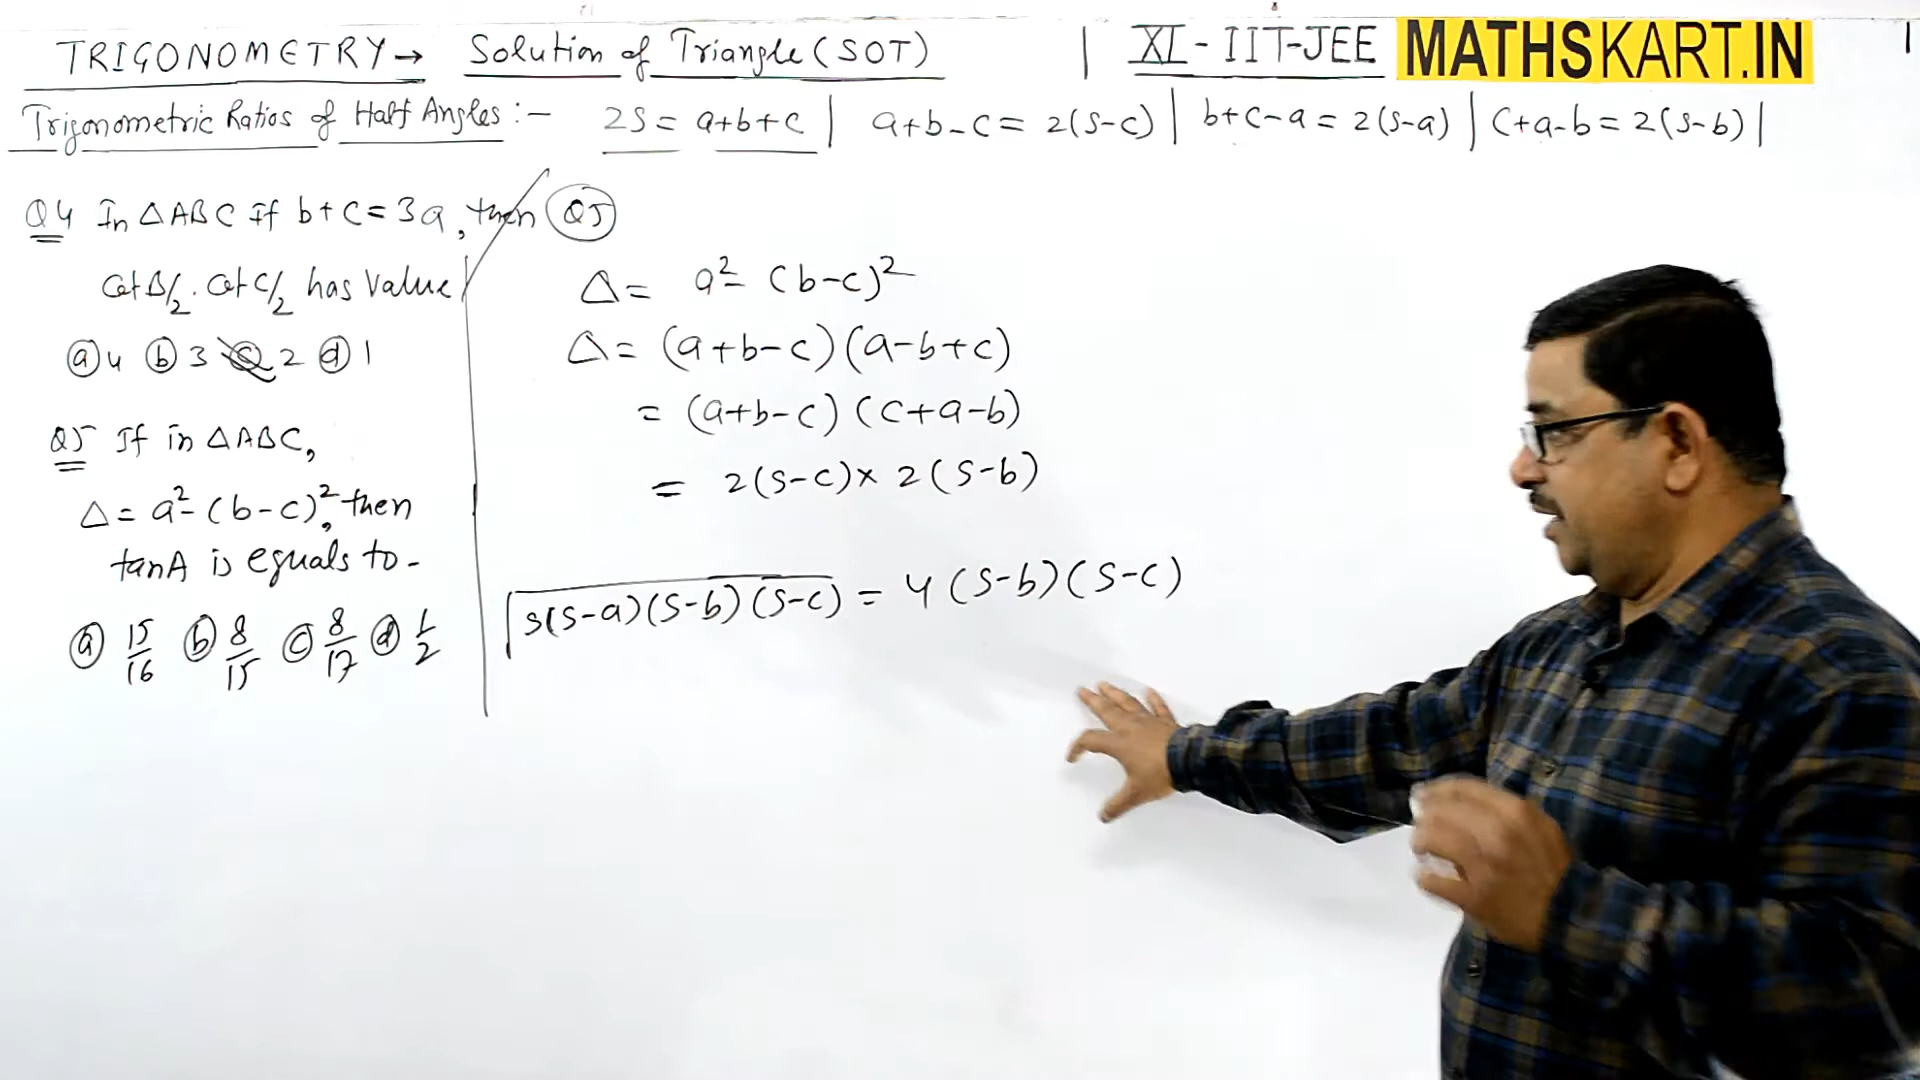 TRIGONOMETRY → Solution of Triangle (SOT) | XI - IIT-JEE MATHSKART.IN
Trigonometric Ratios of Half Angles :- 2S = a+b+c | a+b-c = 2(s-c) | b+c-a = 2(s-a) | c+a-b = 2(s-b) |
Q4 In △ABC If b+c = 3a, then
Cot B/2 . Cot C/2 has Value
(a) 4 (b) 3 (c) 2 (d) 1
Q5 If in △ABC,
△ = a² - (b-c)², then
tan A is equals to -
(a) 15/16 (b) 8/15 (c) 8/17 (d) 1/2
Q5
△ = a² - (b-c)²
△ = (a+b-c)(a-b+c)
= (a+b-c)(c+a-b)
= 2(s-c) × 2(s-b)
√s(s-a)(s-b)(s-c) = 4(s-b)(s-c)